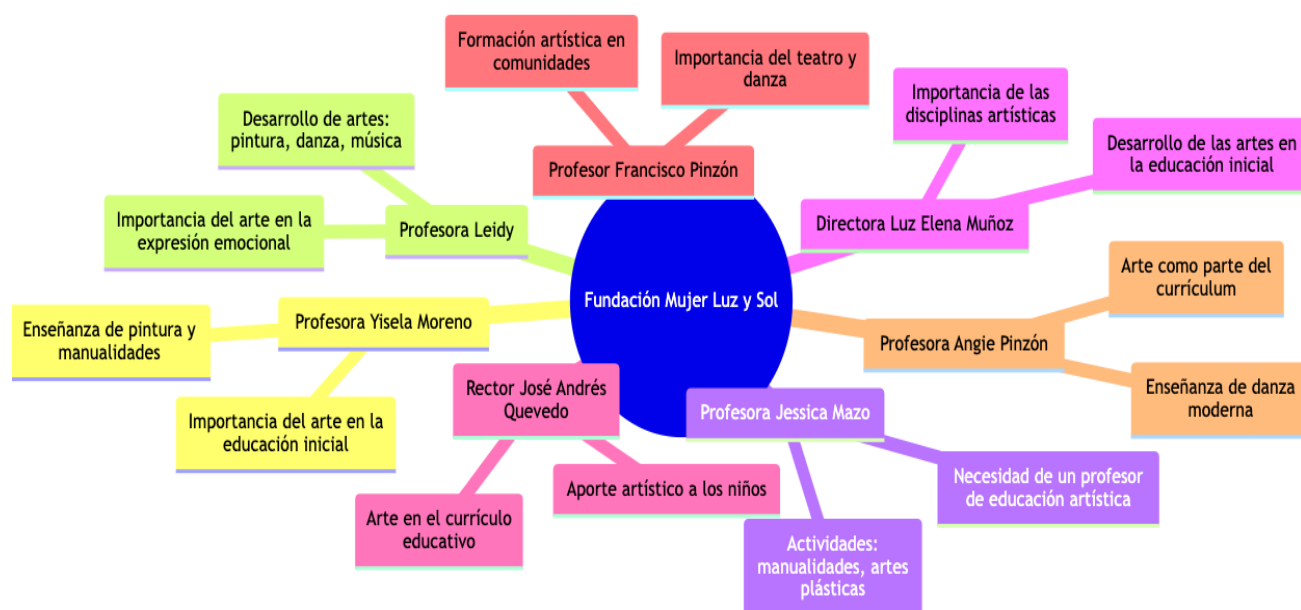 Formación artística en
comunidades
Importancia del teatro y
danza
Profesor Francisco Pinzón
Importancia de las
disciplinas artísticas
Desarrollo de las artes en
la educación inicial
Directora Luz Elena Muñoz
Desarrollo de artes:
pintura, danza, música
Importancia del arte en la
expresión emocional
Profesora Leidy
Fundación Mujer Luz y Sol
Arte como parte del
currículum
Profesora Angie Pinzón
Enseñanza de danza
moderna
Profesora Yisela Moreno
Enseñanza de pintura y
manualidades
Importancia del arte en la
educación inicial
Rector José Andrés
Quevedo
Arte en el currículo
educativo
Aporte artístico a los niños
Profesora Jessica Mazo
Necesidad de un profesor
de educación artística
Actividades:
manualidades, artes
plásticas